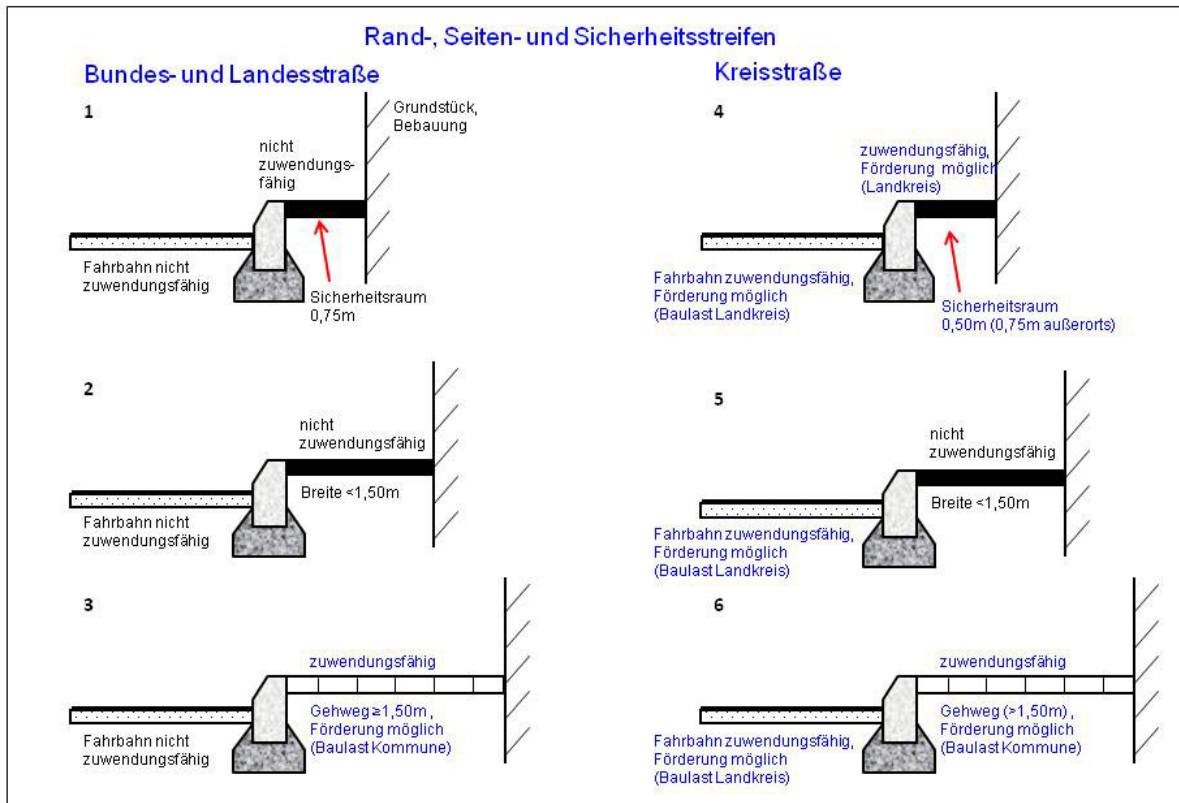 Rand-, Seiten- und Sicherheitsstreifen
Bundes- und Landesstraße
1
nicht
zuwendungs-
fähig
Grundstück,
Bebauung
Fahrbahn nicht
zuwendungsfähig
Sicherheitsraum
0,75m
2
nicht
zuwendungsfähig
Breite <1,50m
Fahrbahn nicht
zuwendungsfähig
3
zuwendungsfähig
Gehweg ≥1,50m ,
Förderung möglich
(Baulast Kommune)
Fahrbahn nicht
zuwendungsfähig
Kreisstraße
4
zuwendungsfähig,
Förderung möglich
(Landkreis)
Fahrbahn zuwendungsfähig,
Förderung möglich
(Baulast Landkreis)
Sicherheitsraum
0,50m (0,75m außerorts)
5
nicht
zuwendungsfähig
Breite <1,50m
Fahrbahn zuwendungsfähig,
Förderung möglich
(Baulast Landkreis)
6
zuwendungsfähig
Gehweg (>1,50m) ,
Förderung möglich
(Baulast Kommune)
Fahrbahn zuwendungsfähig,
Förderung möglich
(Baulast Landkreis)